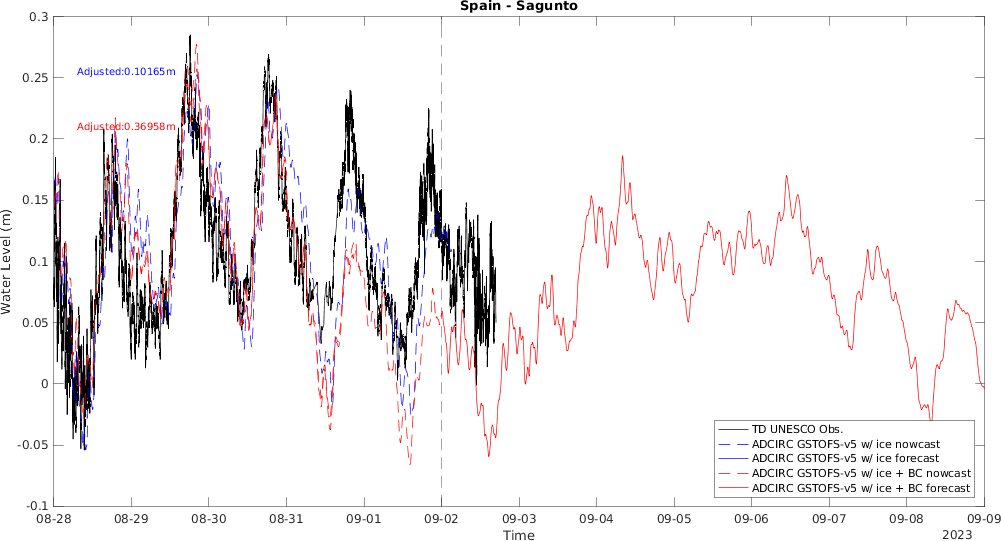 Spain - Sagunto
Adjusted:0.10165m
Adjusted:0.36958m
Water Level (m)
0.3
0.25
0.2
0.15
0.1
0.05
0
-0.05
-0.1
08-28
08-29
08-30
08-31
09-01
09-02
09-03
09-04
09-05
09-06
09-07
09-08
09-09
Time
2023
TD UNESCO Obs.
ADCIRC GSTOFS-v5 w/ ice nowcast
ADCIRC GSTOFS-v5 w/ ice forecast
ADCIRC GSTOFS-v5 w/ ice + BC nowcast
ADCIRC GSTOFS-v5 w/ ice + BC forecast